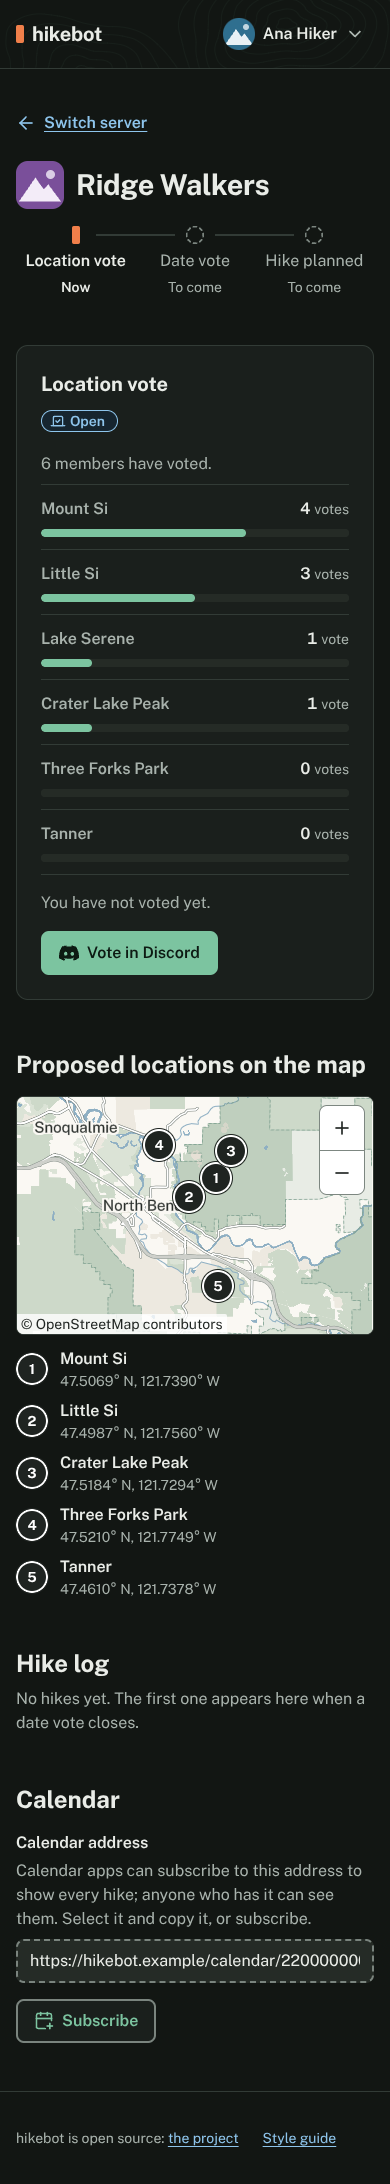 hikebot
Ana Hiker
Switch server
Ridge Walkers
Location vote
Date vote
Hike planned
Now
To come
To come
Location vote
Open
6 members have voted.
Mount Si
4 votes
Little Si
3 votes
Lake Serene
1 vote
Crater Lake Peak
1 vote
Three Forks Park
0 votes
Tanner
0 votes
You have not voted yet.
Vote in Discord
Proposed locations on the map
Snoqualmie
4
3
1
North Ben
2
5
+
−
© OpenStreetMap contributors
1
Mount Si
47.5069° N, 121.7390° W
2
Little Si
47.4987° N, 121.7560° W
3
Crater Lake Peak
47.5184° N, 121.7294° W
4
Three Forks Park
47.5210° N, 121.7749° W
5
Tanner
47.4610° N, 121.7378° W
Hike log
No hikes yet. The first one appears here when a
date vote closes.
Calendar
Calendar address
Calendar apps can subscribe to this address to
show every hike; anyone who has it can see
them. Select it and copy it, or subscribe.
https://hikebot.example/calendar/22000000
Subscribe
hikebot is open source: the project
Style guide